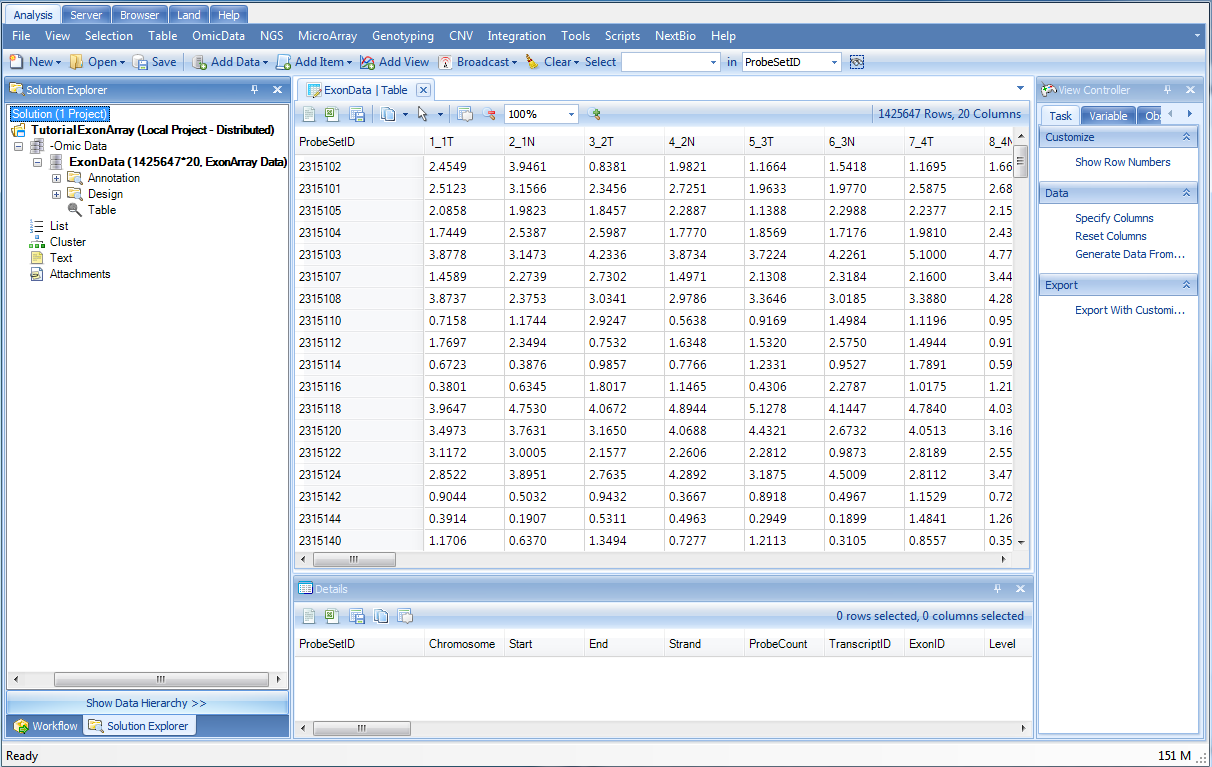 Analysis Server Browser Land Help
File View Selection Table OmicData NGS MicroArray Genotyping CNV Integration Tools Scripts NextBio Help
New Open Save Add Data Add Item Add View Broadcast Clear Select in ProbeSetID
Solution Explorer
Solution (1 Project)
TutorialExonArray (Local Project - Distributed)
-Omic Data
ExonData (1425647*20, ExonArray Data)
Annotation
Design
Table
List
Cluster
Text
Attachments
Show Data Hierarchy >>
Workflow Solution Explorer
ExonData | Table
100% 1425647 Rows, 20 Columns
ProbeSetID 1_1T 2_1N 3_2T 4_2N 5_3T 6_3N 7_4T 8_4N
2315102 2.4549 3.9461 0.8381 1.9821 1.1664 1.5418 1.1695 1.66
2315101 2.5123 3.1566 2.3456 2.7251 1.9633 1.9770 2.5875 2.68
2315105 2.0858 1.9823 1.8457 2.2887 1.1388 2.2988 2.2377 2.15
2315104 1.7449 2.5387 2.5987 1.7770 1.8569 1.7176 1.9810 2.43
2315103 3.8778 3.1473 4.2336 3.8734 3.7224 4.2261 5.1000 4.77
2315107 1.4589 2.2739 2.7302 1.4971 2.1308 2.3184 2.1600 3.44
2315108 3.8737 2.3753 3.0341 2.9786 3.3646 3.0185 3.3880 4.28
2315110 0.7158 1.1744 2.9247 0.5638 0.9169 1.4984 1.1196 0.95
2315112 1.7697 2.3494 0.7532 1.6348 1.5320 2.5750 1.4944 0.91
2315114 0.6723 0.3876 0.9857 0.7766 1.2331 0.9527 1.7891 0.59
2315116 0.3801 0.6345 1.8017 1.1465 0.4306 2.2787 1.0175 1.21
2315118 3.9647 4.7530 4.0672 4.8944 5.1278 4.1447 4.7840 4.03
2315120 3.4973 3.7631 3.1650 4.0688 4.4321 2.6732 4.0513 3.16
2315122 3.1172 3.0005 2.1577 2.2606 2.2812 0.9873 2.8189 2.55
2315124 2.8522 3.8951 2.7635 4.2892 3.1875 4.5009 2.8112 3.47
2315142 0.9044 0.5032 0.9432 0.3667 0.8918 0.4967 1.1529 0.72
2315144 0.3914 0.1907 0.5311 0.4963 0.2949 0.1899 1.4841 1.26
2315140 1.1706 0.6370 1.3494 0.7277 1.2113 0.3105 0.8557 0.35
Details
0 rows selected, 0 columns selected
ProbeSetID Chromosome Start End Strand ProbeCount TranscriptID ExonID Level
View Controller
Task Variable Obs
Customize
Show Row Numbers
Data
Specify Columns
Reset Columns
Generate Data From...
Export
Export With Customi...
Ready 151 M